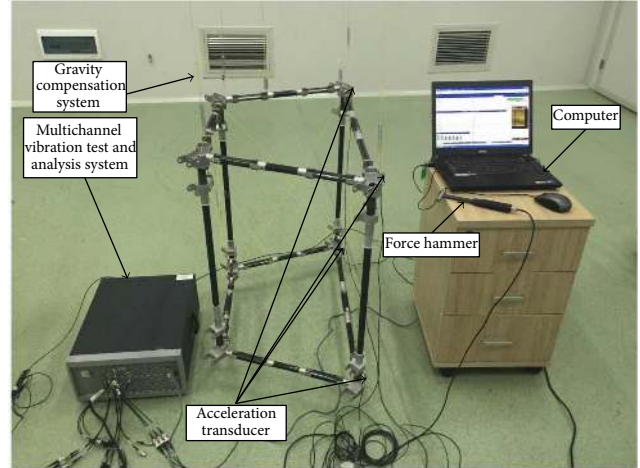 Gravity
compensation
system
Multichannel
vibration test and
analysis system
Computer
Force hammer
Acceleration
transducer